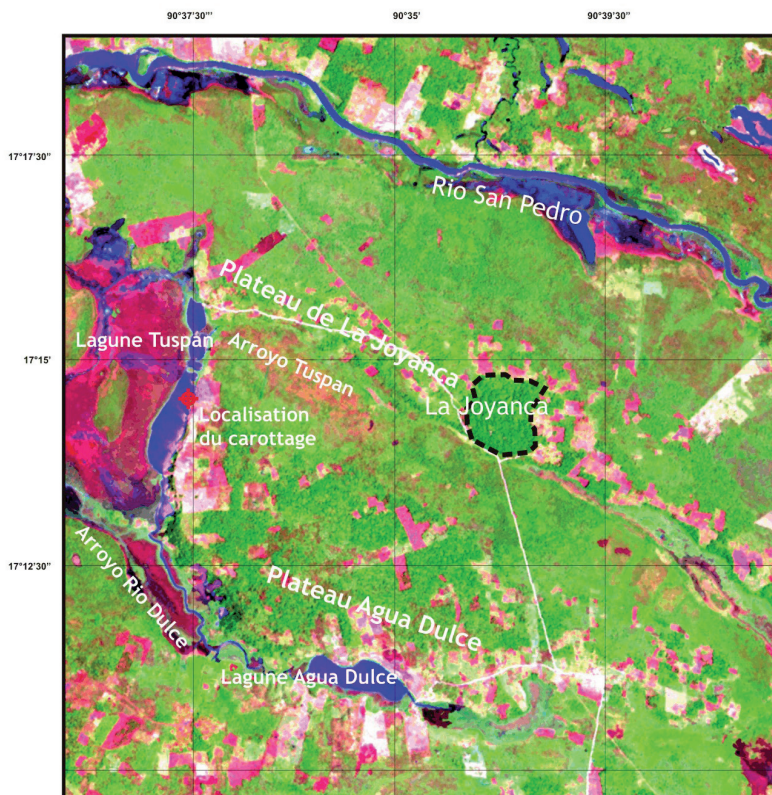 90°37'30'''
90°35'
90°39'30''
17°17'30''
Rio San Pedro
Plateau de La Joyanca
Lagune Tuspán
Arroyo Tuspan
17°15'
La Joyanca
Localisation
du carottage
17°12'30''
Arroyo Rio Dulce
Plateau Agua Dulce
Lagune Agua Dulce